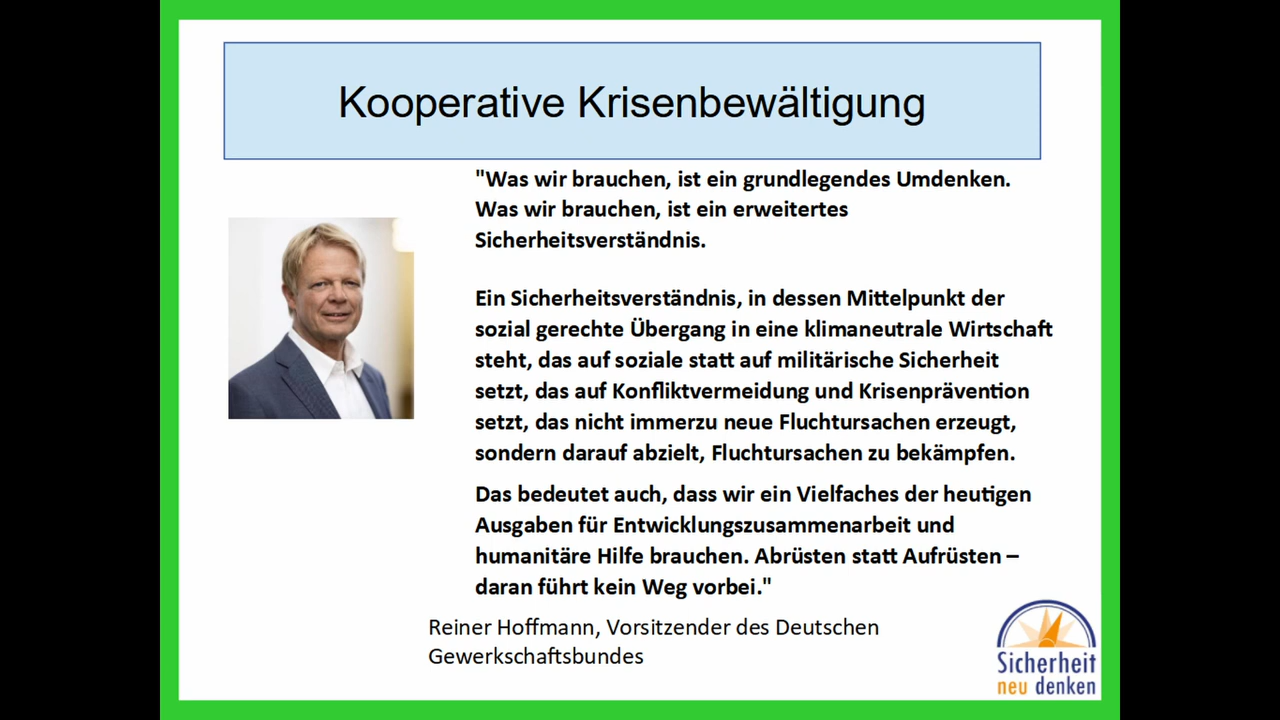 Kooperative Krisenbewältigung
"Was wir brauchen, ist ein grundlegendes Umdenken.
Was wir brauchen, ist ein erweitertes
Sicherheitsverständnis.
Ein Sicherheitsverständnis, in dessen Mittelpunkt der
sozial gerechte Übergang in eine klimaneutrale Wirtschaft
steht, das auf soziale statt auf militärische Sicherheit
setzt, das auf Konfliktvermeidung und Krisenprävention
setzt, das nicht immerzu neue Fluchtursachen erzeugt,
sondern darauf abzielt, Fluchtursachen zu bekämpfen.
Das bedeutet auch, dass wir ein Vielfaches der heutigen
Ausgaben für Entwicklungszusammenarbeit und
humanitäre Hilfe brauchen. Abrüsten statt Aufrüsten –
daran führt kein Weg vorbei."
Reiner Hoffmann, Vorsitzender des Deutschen
Gewerkschaftsbundes
Sicherheit
neu denken